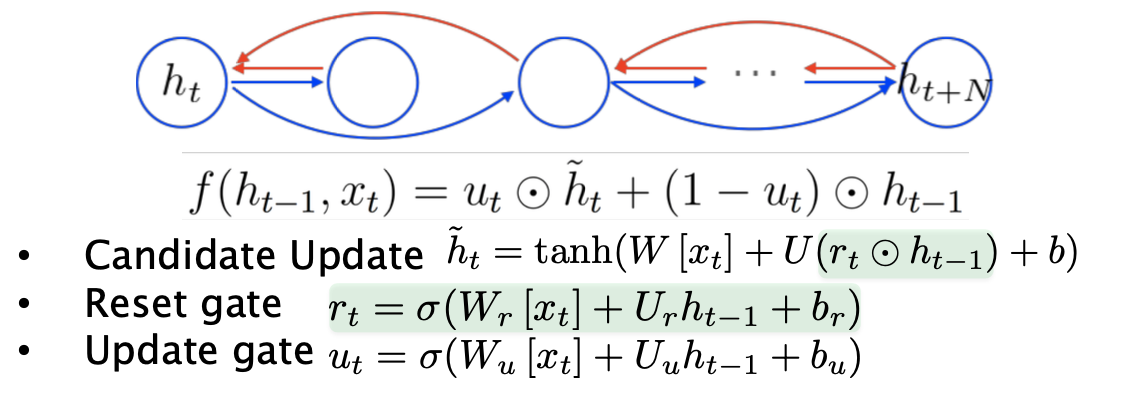 h_t ⋯ h_{t+N}
f(h_{t−1}, x_t) = u_t ⊙ h̃_t + (1 − u_t) ⊙ h_{t−1}
• Candidate Update h̃_t = tanh(W [x_t] + U(r_t ⊙ h_{t−1}) + b)
• Reset gate r_t = σ(W_r [x_t] + U_r h_{t−1} + b_r)
• Update gate u_t = σ(W_u [x_t] + U_u h_{t−1} + b_u)